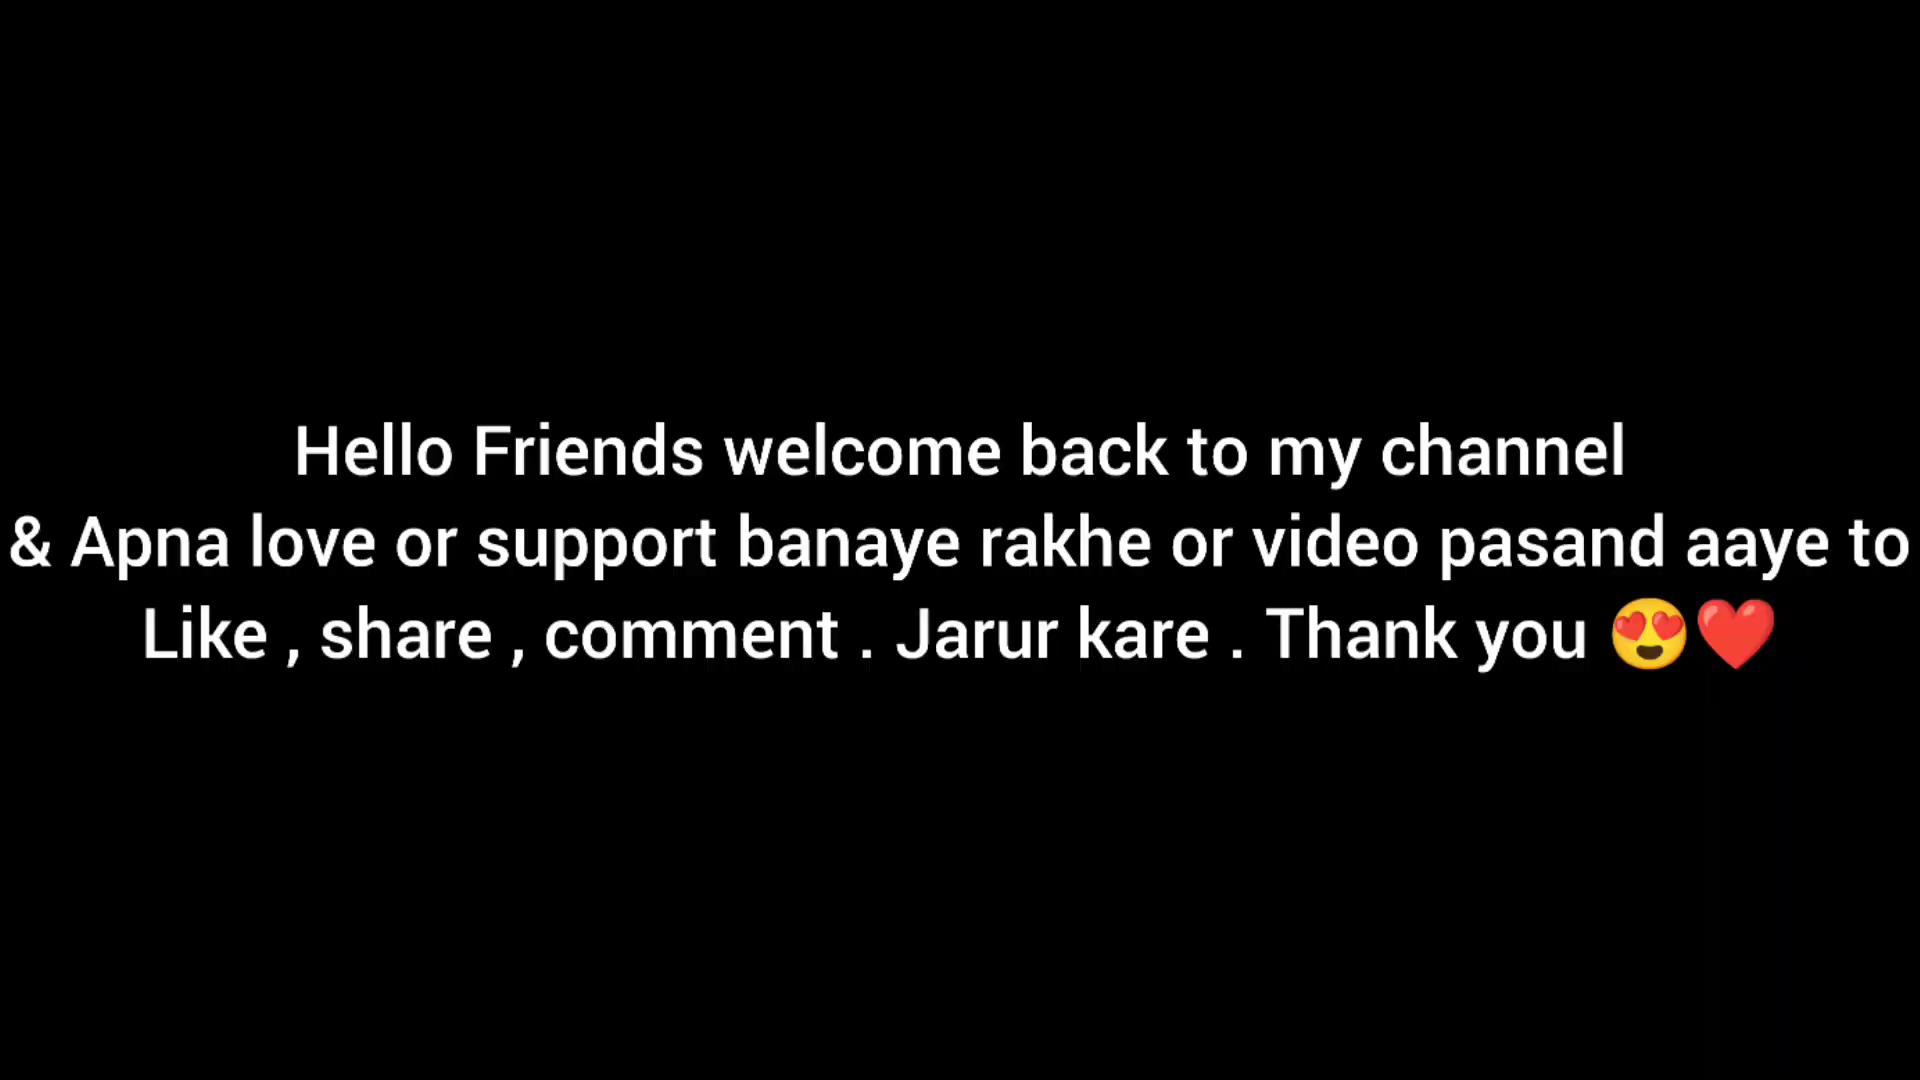 Hello Friends welcome back to my channel
& Apna love or support banaye rakhe or video pasand aaye to
Like , share , comment . Jarur kare . Thank you 😍❤️